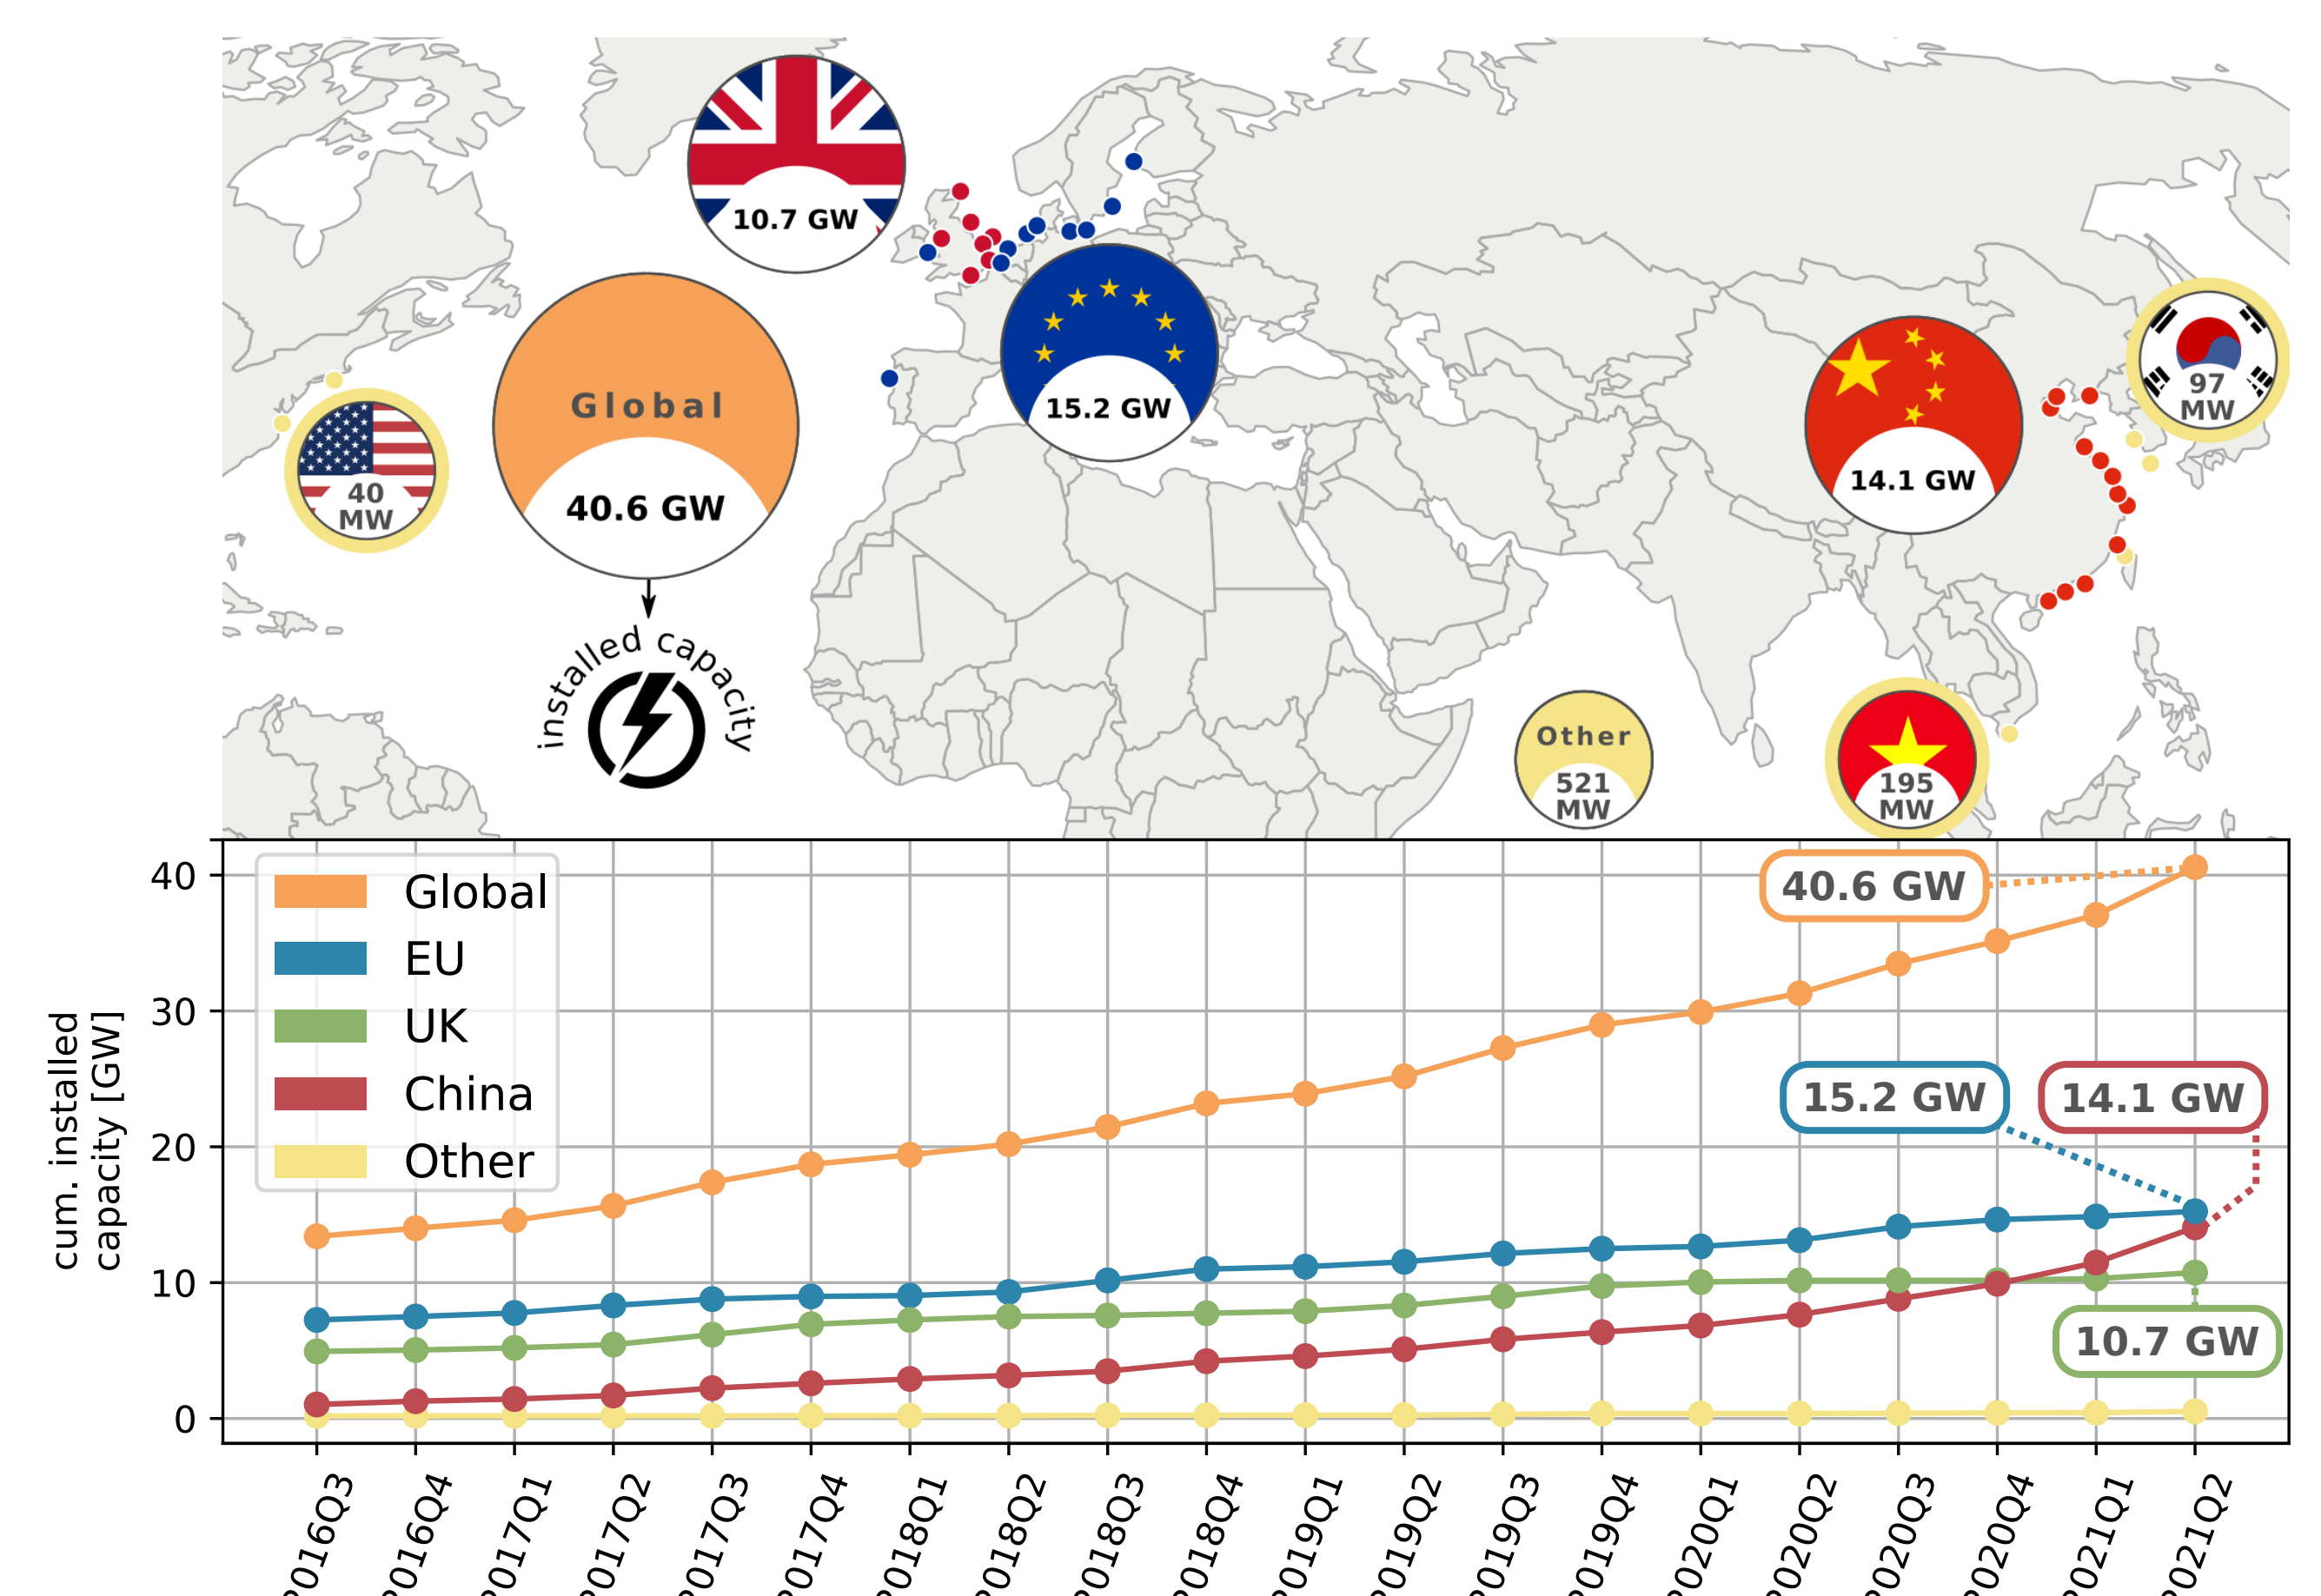 10.7 GW
Global
40.6 GW
15.2 GW
14.1 GW
97
MW
40
MW
installed capacity
Other
521
MW
195
MW
cum. installed
capacity [GW]
40
30
20
10
0
Global
EU
UK
China
Other
40.6 GW
15.2 GW
14.1 GW
10.7 GW
2016Q3
2016Q4
2017Q1
2017Q2
2017Q3
2017Q4
2018Q1
2018Q2
2018Q3
2018Q4
2019Q1
2019Q2
2019Q3
2019Q4
2020Q1
2020Q2
2020Q3
2020Q4
2021Q1
2021Q2